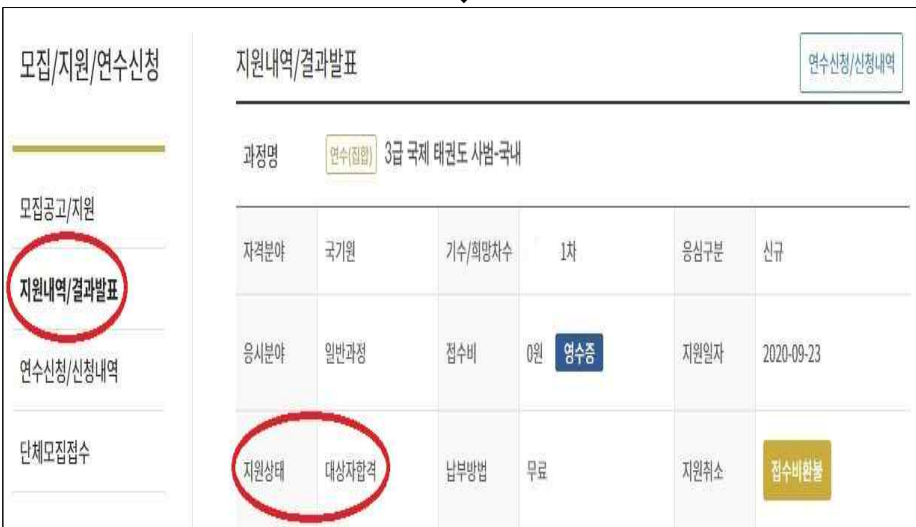 모집/지원/연수신청
모집공고/지원
지원내역/결과발표
연수신청/신청내역
단체모집접수
지원내역/결과발표
연수신청/신청내역
과정명 연수(집합) 3급 국제 태권도 사범-국내
자격분야 국기원 기수/희망차수 1차 응심구분 신규
응시분야 일반과정 접수비 0원 영수증 지원일자 2020-09-23
지원상태 대상자합격 납부방법 무료 지원취소 접수비환불